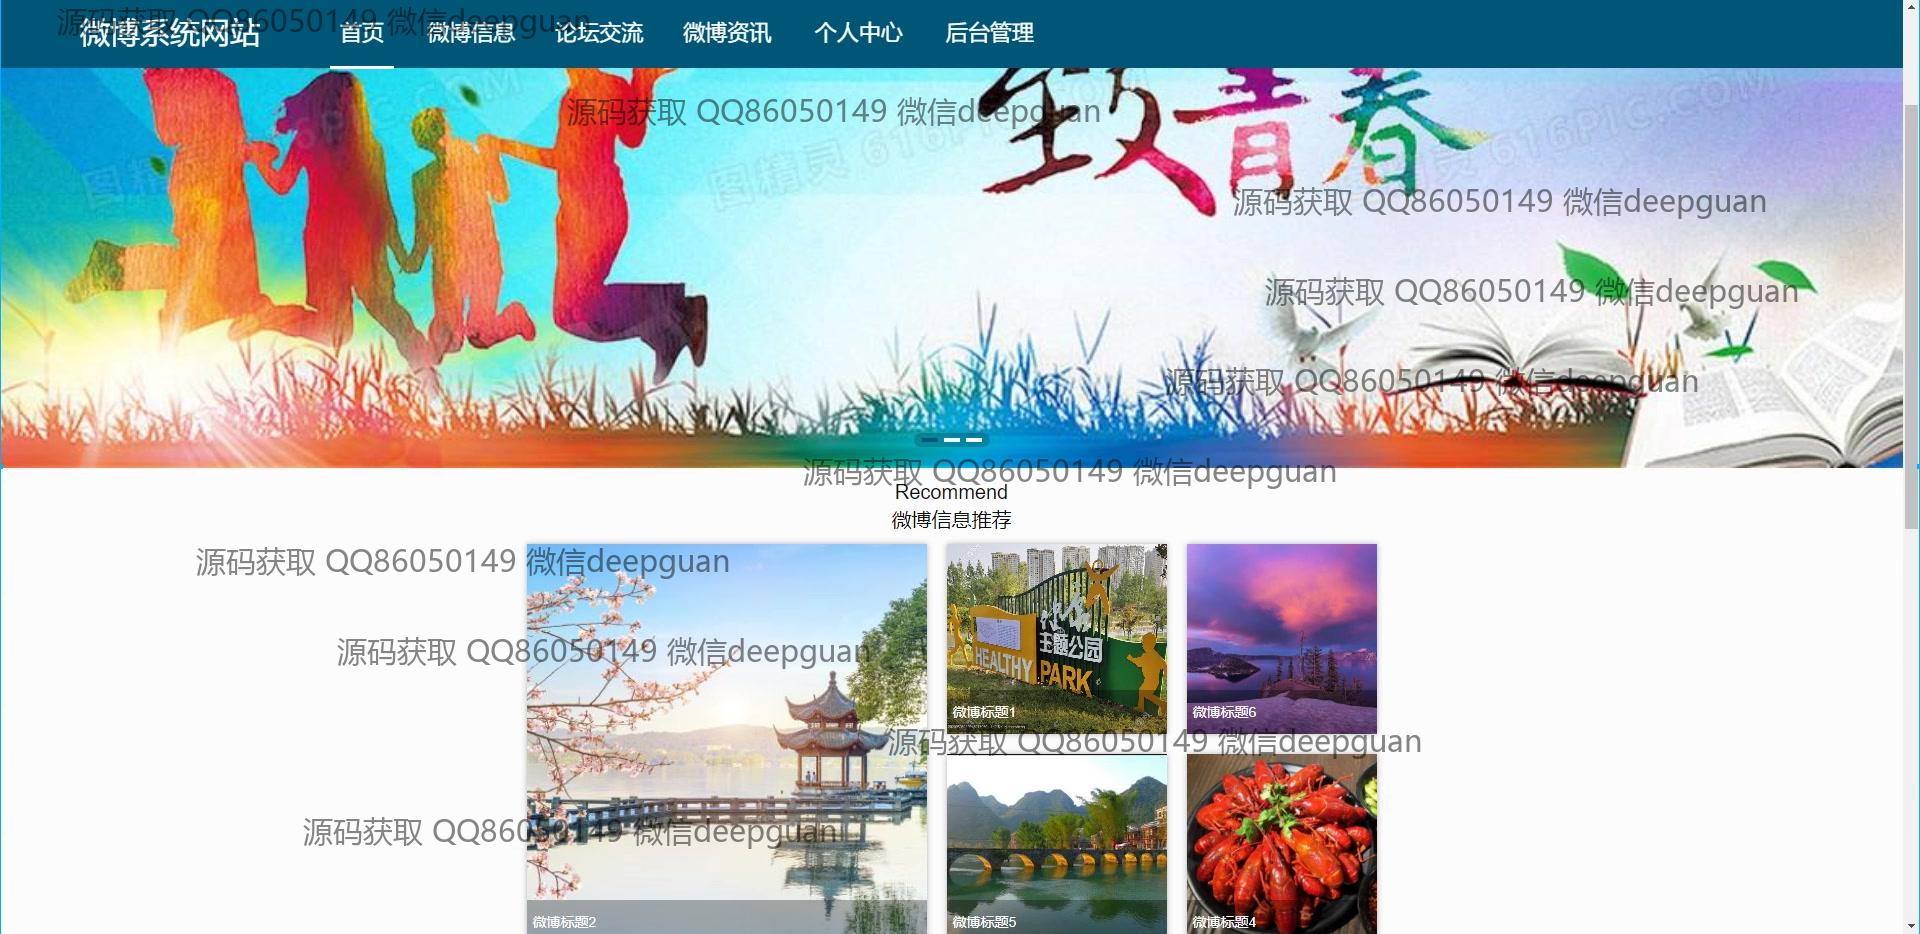 微博系统网站
首页
微博信息
论坛交流
微博资讯
个人中心
后台管理
源码获取 QQ86050149 微信deepguan
致青春
源码获取 QQ86050149 微信deepguan
图精灵 616PIC.COM
源码获取 QQ86050149 微信deepguan
源码获取 QQ86050149 微信deepguan
源码获取 QQ86050149 微信deepguan
源码获取 QQ86050149 微信deepguan
Recommend
微博信息推荐
源码获取 QQ86050149 微信deepguan
源码获取 QQ86050149 微信deepguan
主题公园
HEALTHY
PARK
微博标题1
微博标题6
源码获取 QQ86050149 微信deepguan
源码获取 QQ86050149 微信deepguan
微博标题2
微博标题5
微博标题4